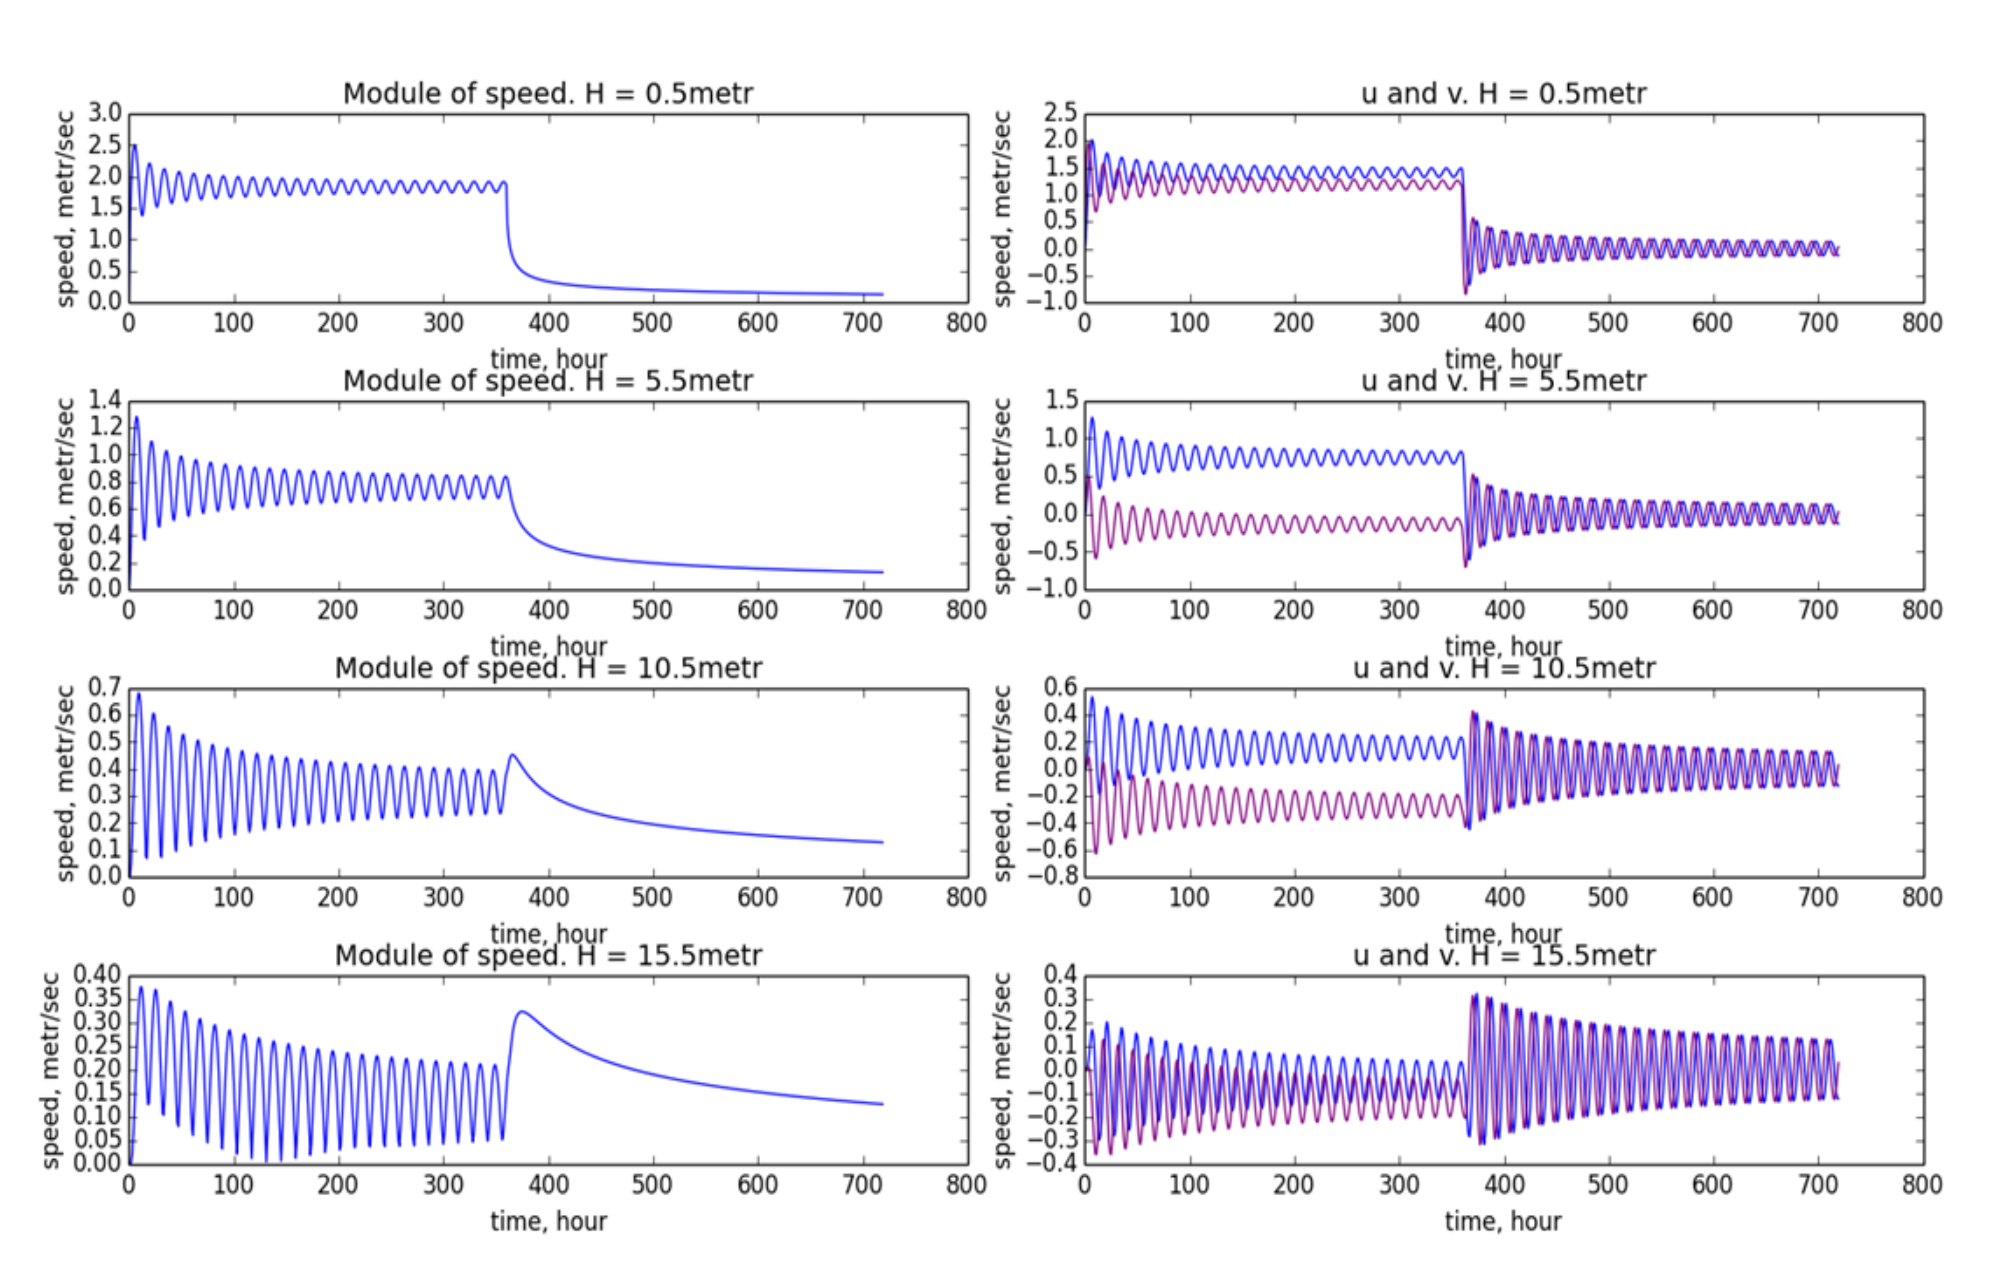 Module of speed. H = 0.5metr
speed, metr/sec
3.0
2.5
2.0
1.5
1.0
0.5
0.0
0 100 200 300 400 500 600 700 800
time, hour
u and v. H = 0.5metr
speed, metr/sec
2.5
2.0
1.5
1.0
0.5
0.0
−0.5
−1.0
0 100 200 300 400 500 600 700 800
time, hour
Module of speed. H = 5.5metr
speed, metr/sec
1.4
1.2
1.0
0.8
0.6
0.4
0.2
0.0
0 100 200 300 400 500 600 700 800
time, hour
u and v. H = 5.5metr
speed, metr/sec
1.5
1.0
0.5
0.0
−0.5
−1.0
0 100 200 300 400 500 600 700 800
time, hour
Module of speed. H = 10.5metr
speed, metr/sec
0.7
0.6
0.5
0.4
0.3
0.2
0.1
0.0
0 100 200 300 400 500 600 700 800
time, hour
u and v. H = 10.5metr
speed, metr/sec
0.6
0.4
0.2
0.0
−0.2
−0.4
−0.6
−0.8
0 100 200 300 400 500 600 700 800
time, hour
Module of speed. H = 15.5metr
speed, metr/sec
0.40
0.35
0.30
0.25
0.20
0.15
0.10
0.05
0.00
0 100 200 300 400 500 600 700 800
time, hour
u and v. H = 15.5metr
speed, metr/sec
0.4
0.3
0.2
0.1
0.0
−0.1
−0.2
−0.3
−0.4
0 100 200 300 400 500 600 700 800
time, hour